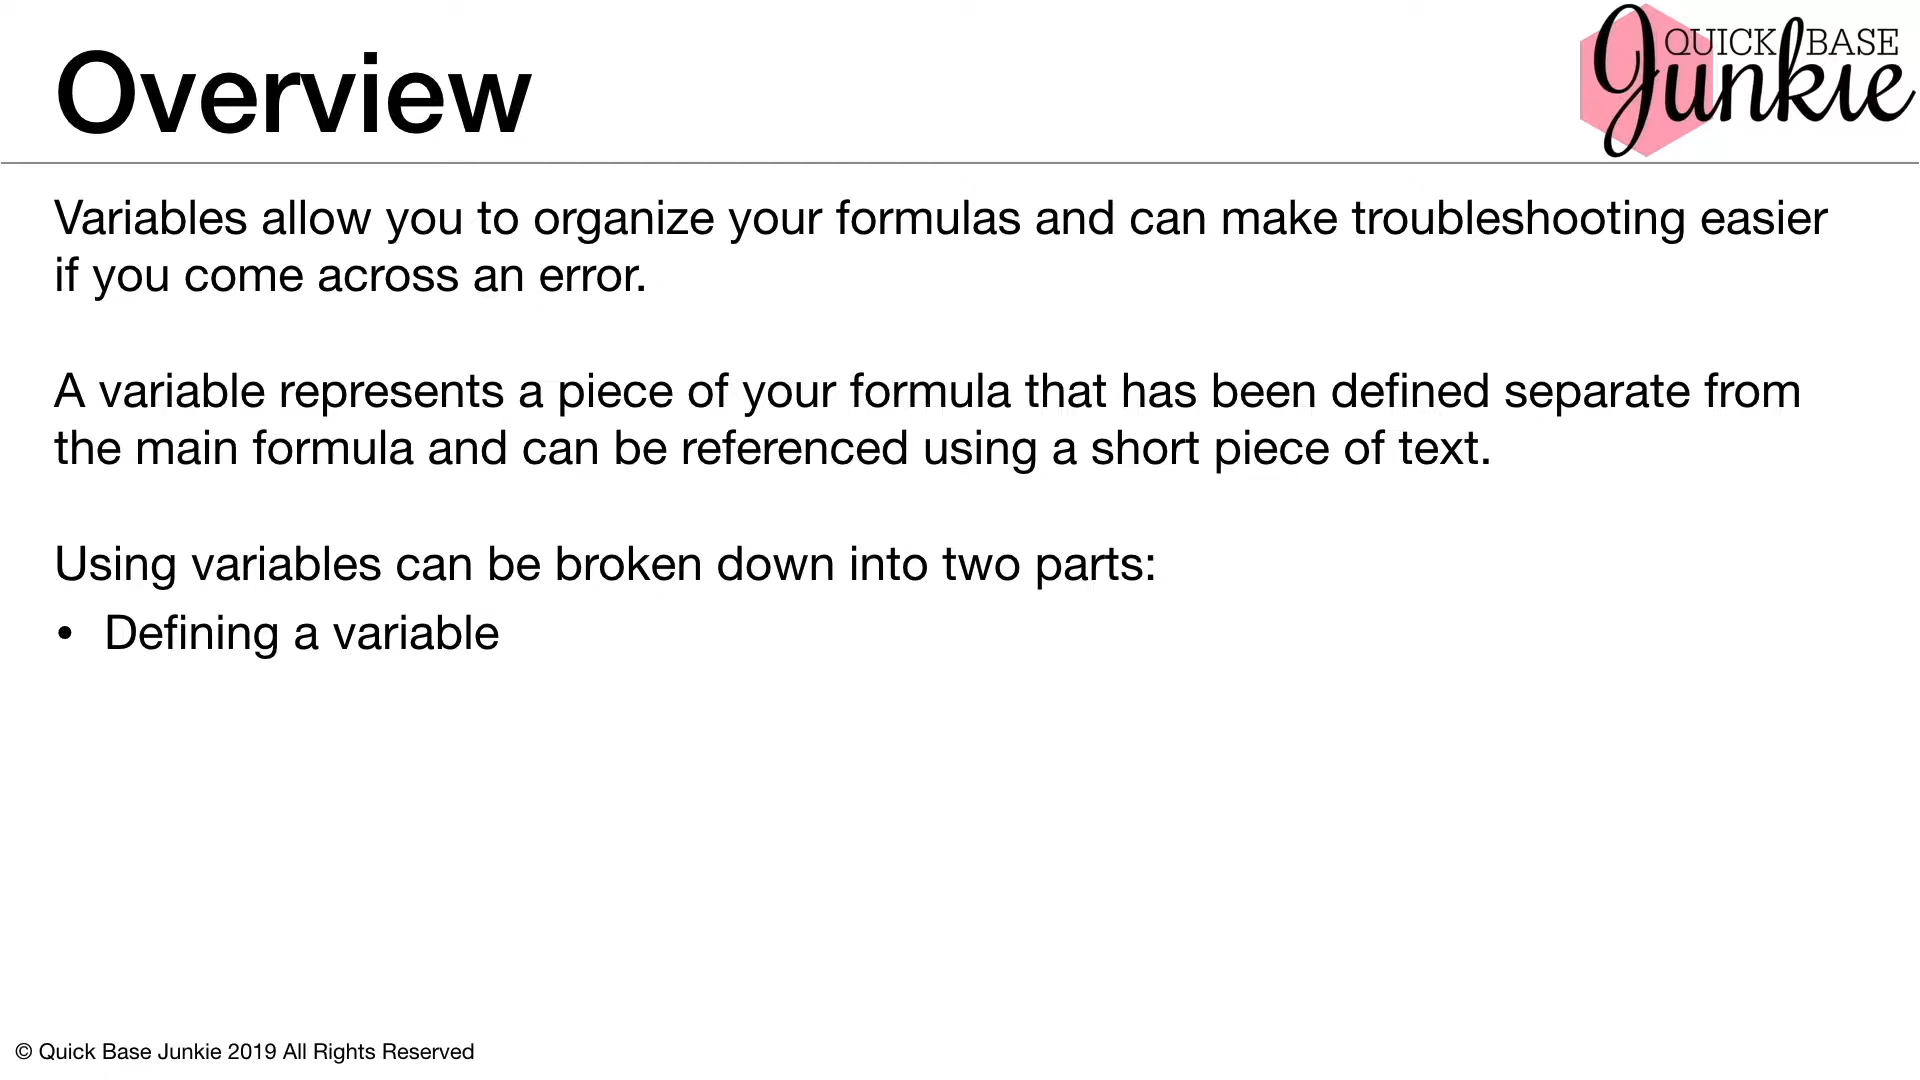 Overview
QUICK BASE
Junkie
Variables allow you to organize your formulas and can make troubleshooting easier
if you come across an error.
A variable represents a piece of your formula that has been defined separate from
the main formula and can be referenced using a short piece of text.
Using variables can be broken down into two parts:
• Defining a variable
© Quick Base Junkie 2019 All Rights Reserved